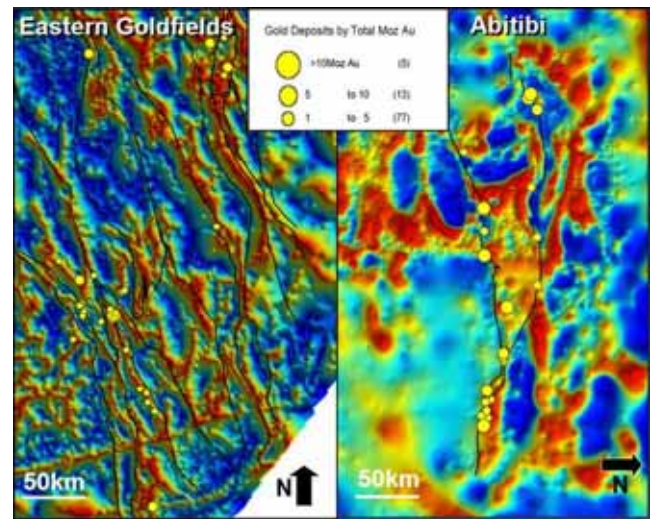 Eastern Goldfields
Gold Deposits by Total Moz Au
>10Moz Au (5)
5 to 10 (13)
1 to 5 (77)
Abitibi
50km
N
50km
N